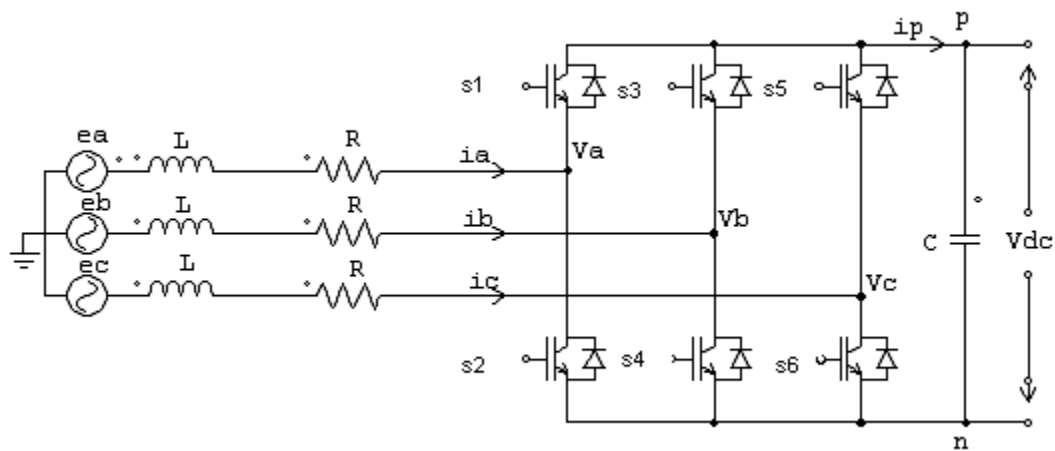 ip p
s1 s3 s5
ea L R ia Va
eb L R ib Vb C Vdc
ec L R ic Vc
s2 s4 s6
n